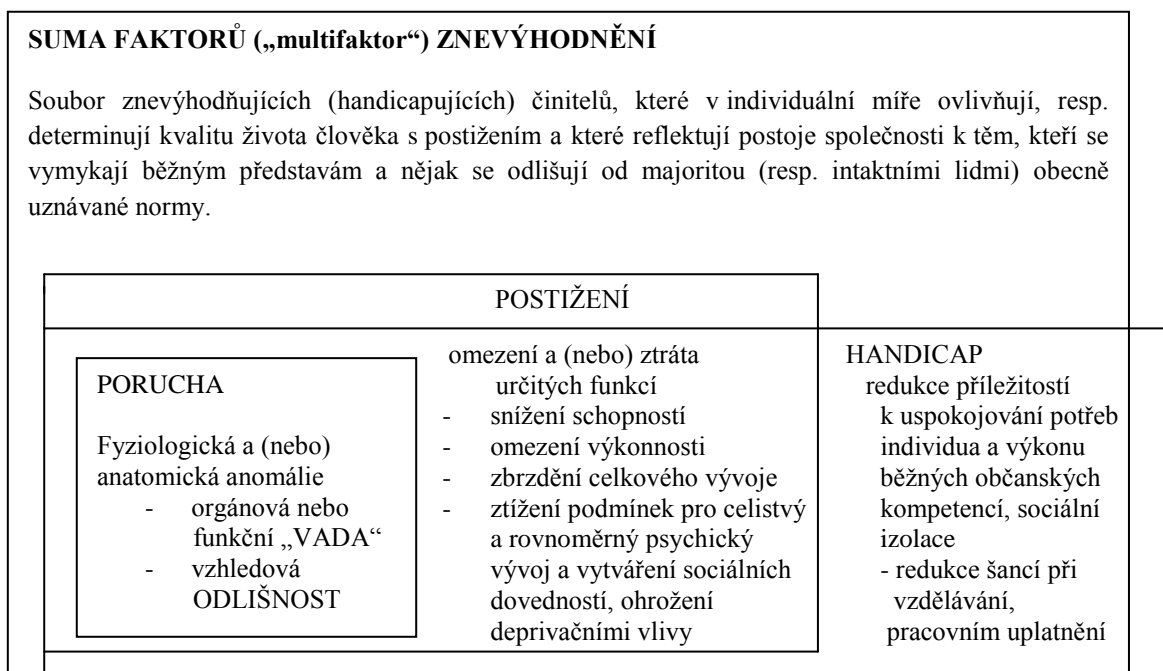 SUMA FAKTORŮ („multifaktor“) ZNEVÝHODNĚNÍ
Soubor znevýhodňujících (handicapujících) činitelů, které v individuální míře ovlivňují, resp.
determinují kvalitu života člověka s postižením a které reflektují postoje společnosti k těm, kteří se
vymykají běžným představám a nějak se odlišují od majoritou (resp. intaktními lidmi) obecně
uznávané normy.
POSTIŽENÍ
PORUCHA
Fyziologická a (nebo)
anatomická anomálie
- orgánová nebo
funkční „VADA“
- vzhledová
ODLIŠNOST
omezení a (nebo) ztráta
určitých funkcí
- snížení schopností
- omezení výkonnosti
- zbrzdění celkového vývoje
- ztížení podmínek pro celistvý
a rovnoměrný psychický
vývoj a vytváření sociálních
dovedností, ohrožení
deprivačními vlivy
HANDICAP
redukce příležitostí
k uspokojování potřeb
individua a výkonu
běžných občanských
kompetencí, sociální
izolace
- redukce šancí při
vzdělávání,
pracovním uplatnění